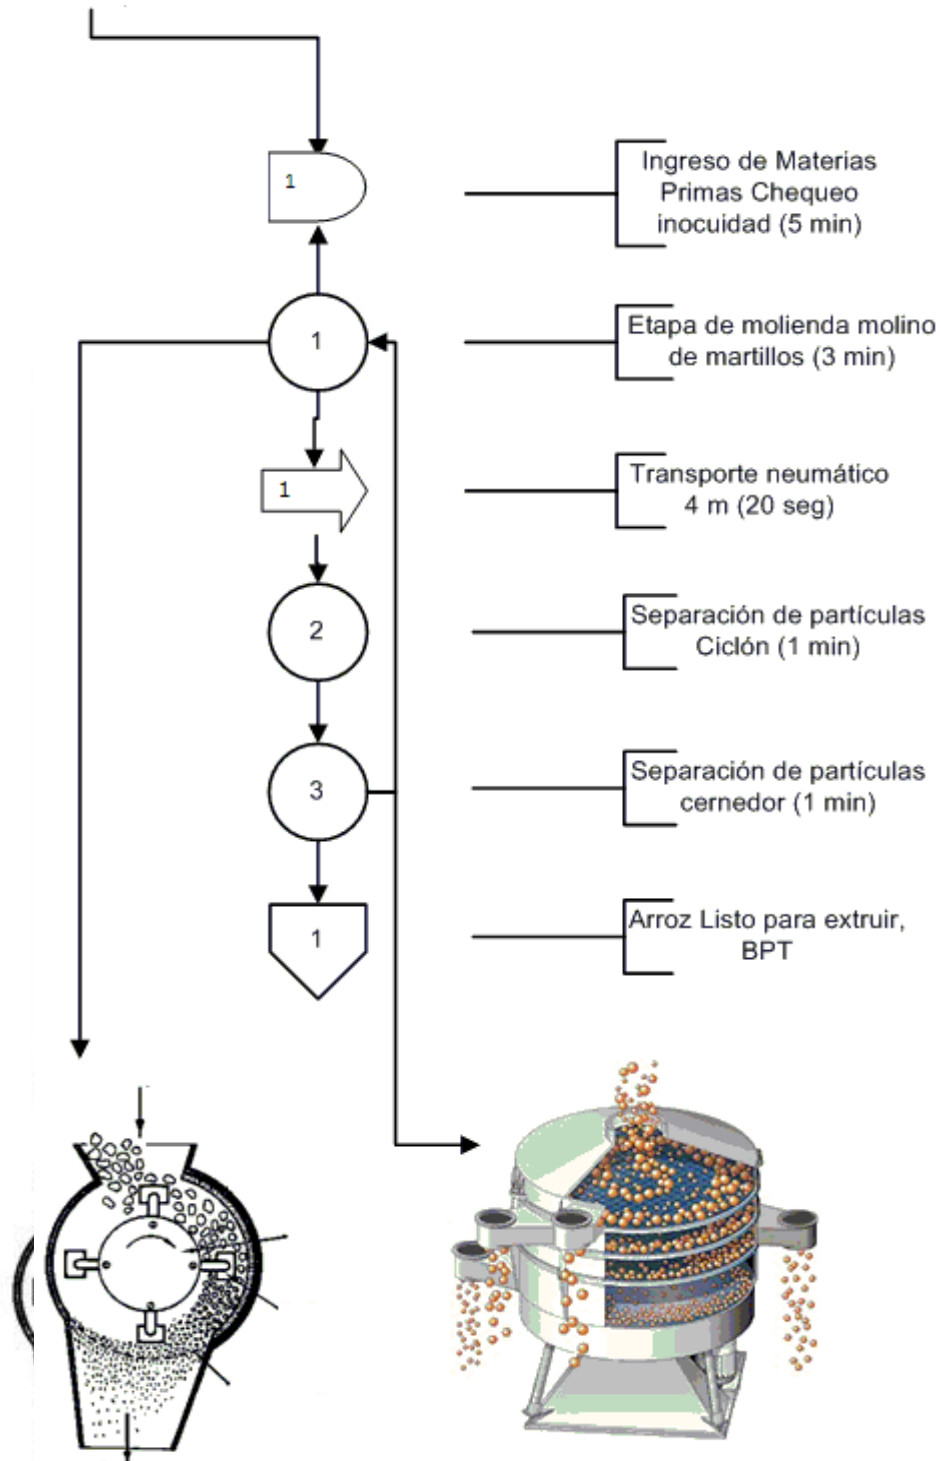 1
Ingreso de Materias
Primas Chequeo
inocuidad (5 min)
1
Etapa de molienda molino
de martillos (3 min)
1
Transporte neumático
4 m (20 seg)
2
Separación de partículas
Ciclón (1 min)
3
Separación de partículas
cernedor (1 min)
1
Arroz Listo para extruir,
BPT